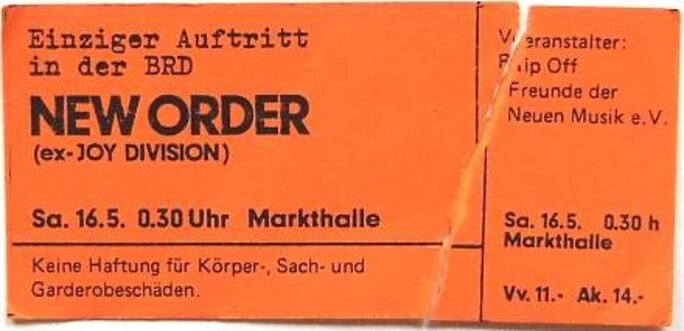 Einziger Auftritt
in der BRD
NEW ORDER
(ex-JOY DIVISION)
Sa. 16.5. 0.30 Uhr Markthalle
Keine Haftung für Körper-, Sach- und
Garderobeschäden.
Veranstalter:
Off
Freunde der
Neuen Musik e.V.
Sa. 16.5. 0.30 h
Markthalle
Vv. 11.- Ak. 14.-